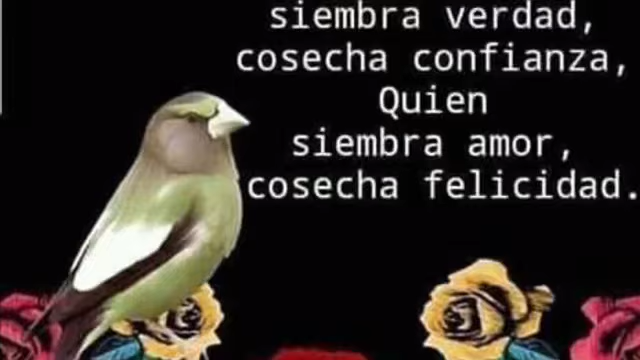 siembra verdad,
cosecha confianza,
Quien
siembra amor,
cosecha felicidad.